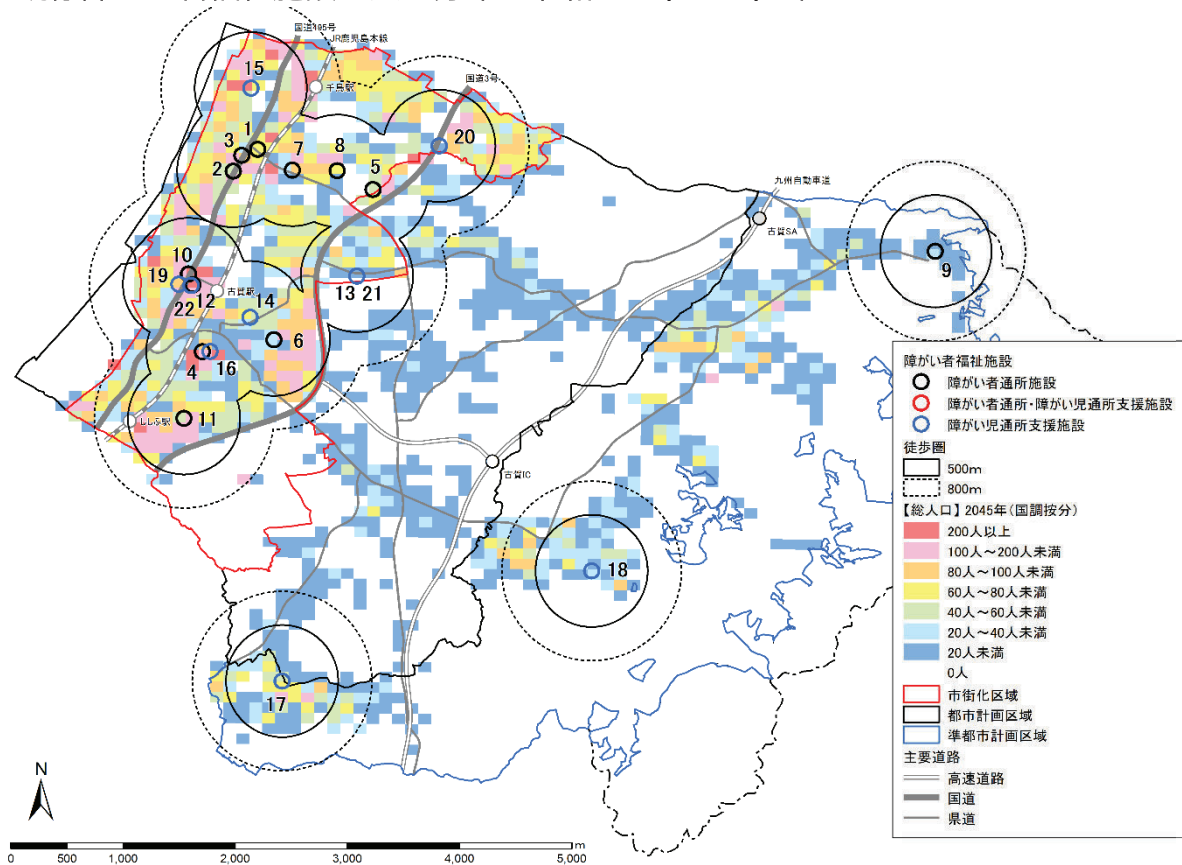 国道495号
JR鹿児島本線
15
千鳥駅
国道3号
1
3
20
7
8
2
5
九州自動車道
古賀SA
10
9
19
古賀駅
13 21
22
12
14
6
4
16
ししぶ駅
11
古賀IC
18
17
障がい者福祉施設
障がい者通所施設
障がい者通所・障がい児通所支援施設
障がい児通所支援施設
徒歩圏
500m
800m
【総人口】 2045年(国調按分)
200人以上
100人～200人未満
80人～100人未満
60人～80人未満
40人～60人未満
20人～40人未満
20人未満
0人
市街化区域
都市計画区域
準都市計画区域
主要道路
高速道路
国道
県道
N
0 500 1,000 2,000 3,000 4,000 5,000 m